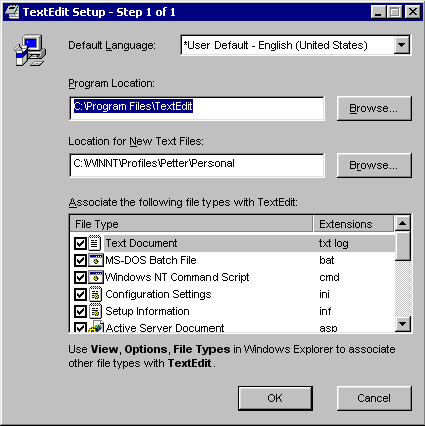 TextEdit Setup - Step 1 of 1
Default Language: *User Default - English (United States)
Program Location:
C:\Program Files\TextEdit Browse...
Location for New Text Files:
C:\WINNT\Profiles\Petter\Personal Browse...
Associate the following file types with TextEdit:
File Type Extensions
Text Document txt log
MS-DOS Batch File bat
Windows NT Command Script cmd
Configuration Settings ini
Setup Information inf
Active Server Document asp
Use View, Options, File Types in Windows Explorer to associate
other file types with TextEdit.
OK Cancel